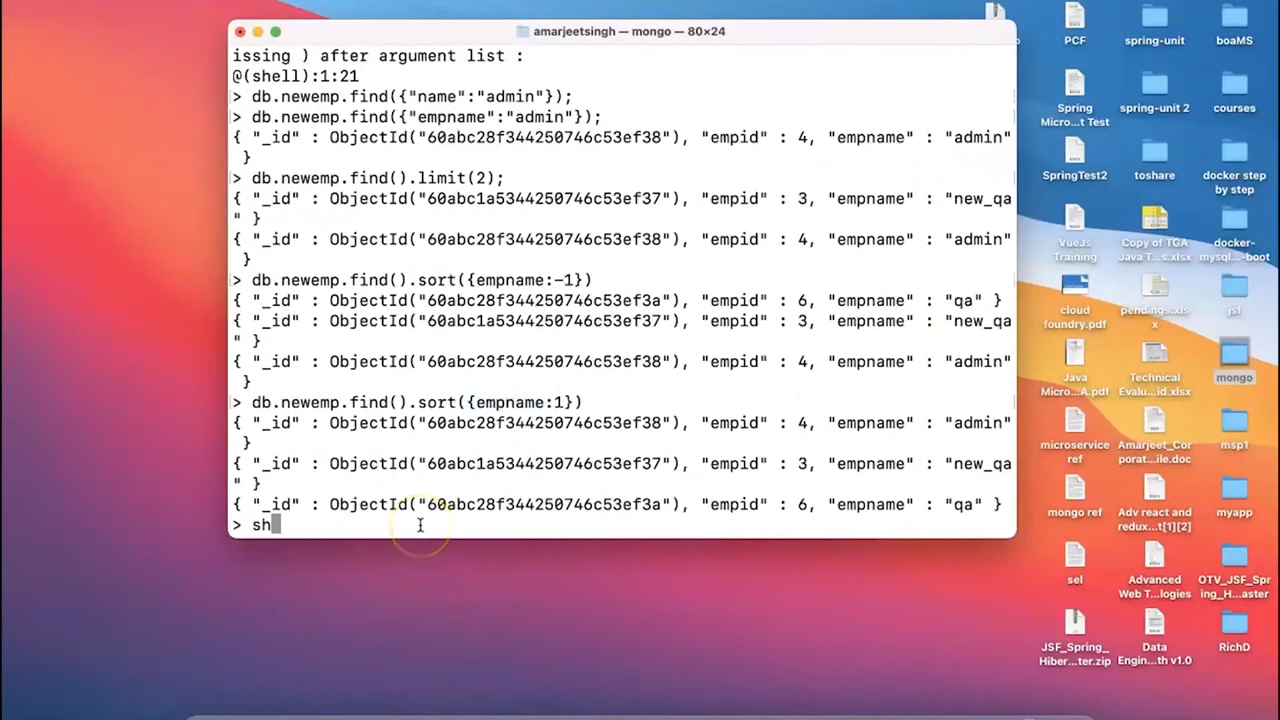 amarjeetsingh — mongo — 80×24
issing ) after argument list :
@(shell):1:21
> db.newemp.find({"name":"admin"});
> db.newemp.find({"empname":"admin"});
{ "_id" : ObjectId("60abc28f344250746c53ef38"), "empid" : 4, "empname" : "admin"
}
> db.newemp.find().limit(2);
{ "_id" : ObjectId("60abc1a5344250746c53ef37"), "empid" : 3, "empname" : "new_qa
" }
{ "_id" : ObjectId("60abc28f344250746c53ef38"), "empid" : 4, "empname" : "admin"
}
> db.newemp.find().sort({empname:-1})
{ "_id" : ObjectId("60abc28f344250746c53ef3a"), "empid" : 6, "empname" : "qa" }
{ "_id" : ObjectId("60abc1a5344250746c53ef37"), "empid" : 3, "empname" : "new_qa
" }
{ "_id" : ObjectId("60abc28f344250746c53ef38"), "empid" : 4, "empname" : "admin"
}
> db.newemp.find().sort({empname:1})
{ "_id" : ObjectId("60abc28f344250746c53ef38"), "empid" : 4, "empname" : "admin"
}
{ "_id" : ObjectId("60abc1a5344250746c53ef37"), "empid" : 3, "empname" : "new_qa
" }
{ "_id" : ObjectId("60abc28f344250746c53ef3a"), "empid" : 6, "empname" : "qa" }
> sh
PCF
spring-unit
boaMS
Spring
Micro...t Test
spring-unit 2
courses
SpringTest2
toshare
docker step
by step
VueJs
Training
Copy of TGA
Java T...s.xlsx
docker-
mysql...-boot
cloud
foundry.pdf
pendings.xls
x
jsf
Java
Micro...A.pdf
Technical
Evalu...xlsx
mongo
microservice
ref
Amarjeet_Cor
porat...ile.doc
msp1
mongo ref
Adv react and
redux...t[1][2]
myapp
sel
Advanced
Web T...logies
OTV_JSF_Spr
ing_H...aster
JSF_Spring_
Hiber...ter.zip
Data
Engin...th v1.0
RichD